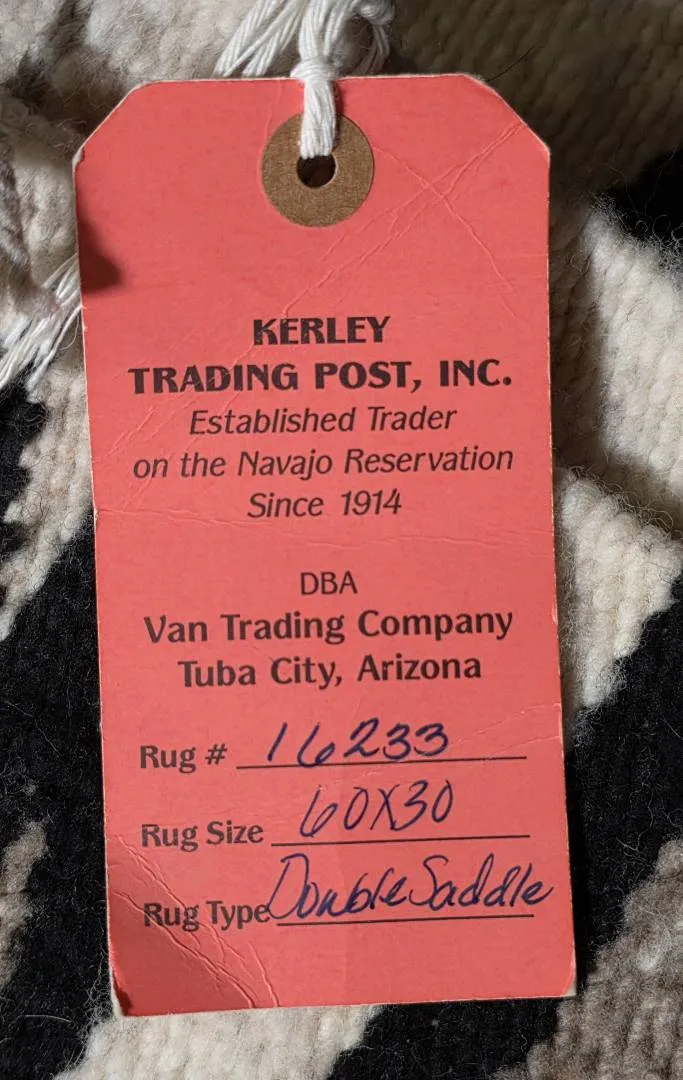 KERLEY
TRADING POST, INC.
Established Trader
on the Navajo Reservation
Since 1914
DBA
Van Trading Company
Tuba City, Arizona
Rug # 16233
Rug Size 60X30
Rug Type Double Saddle